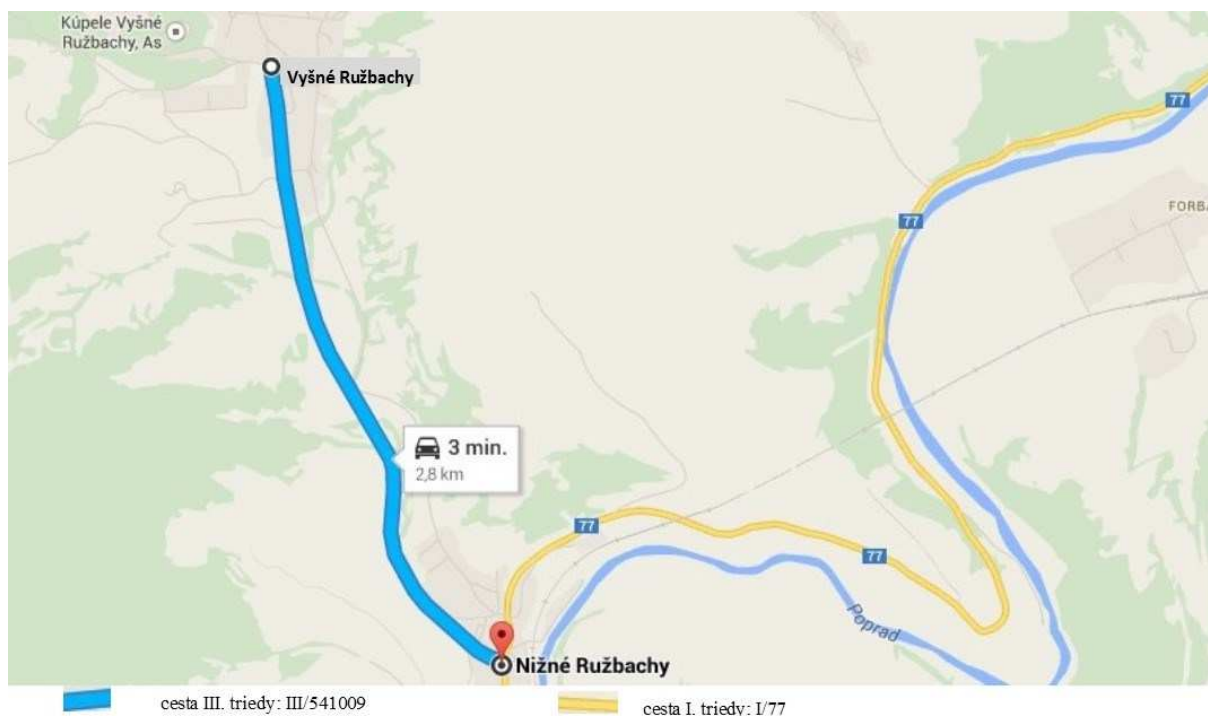 Kúpele Vyšné
Ružbachy, As
Vyšné Ružbachy
77
77
FORBA
3 min.
2,8 km
77
77
Poprad
Nižné Ružbachy
cesta III. triedy: III/541009
cesta I. triedy: I/77